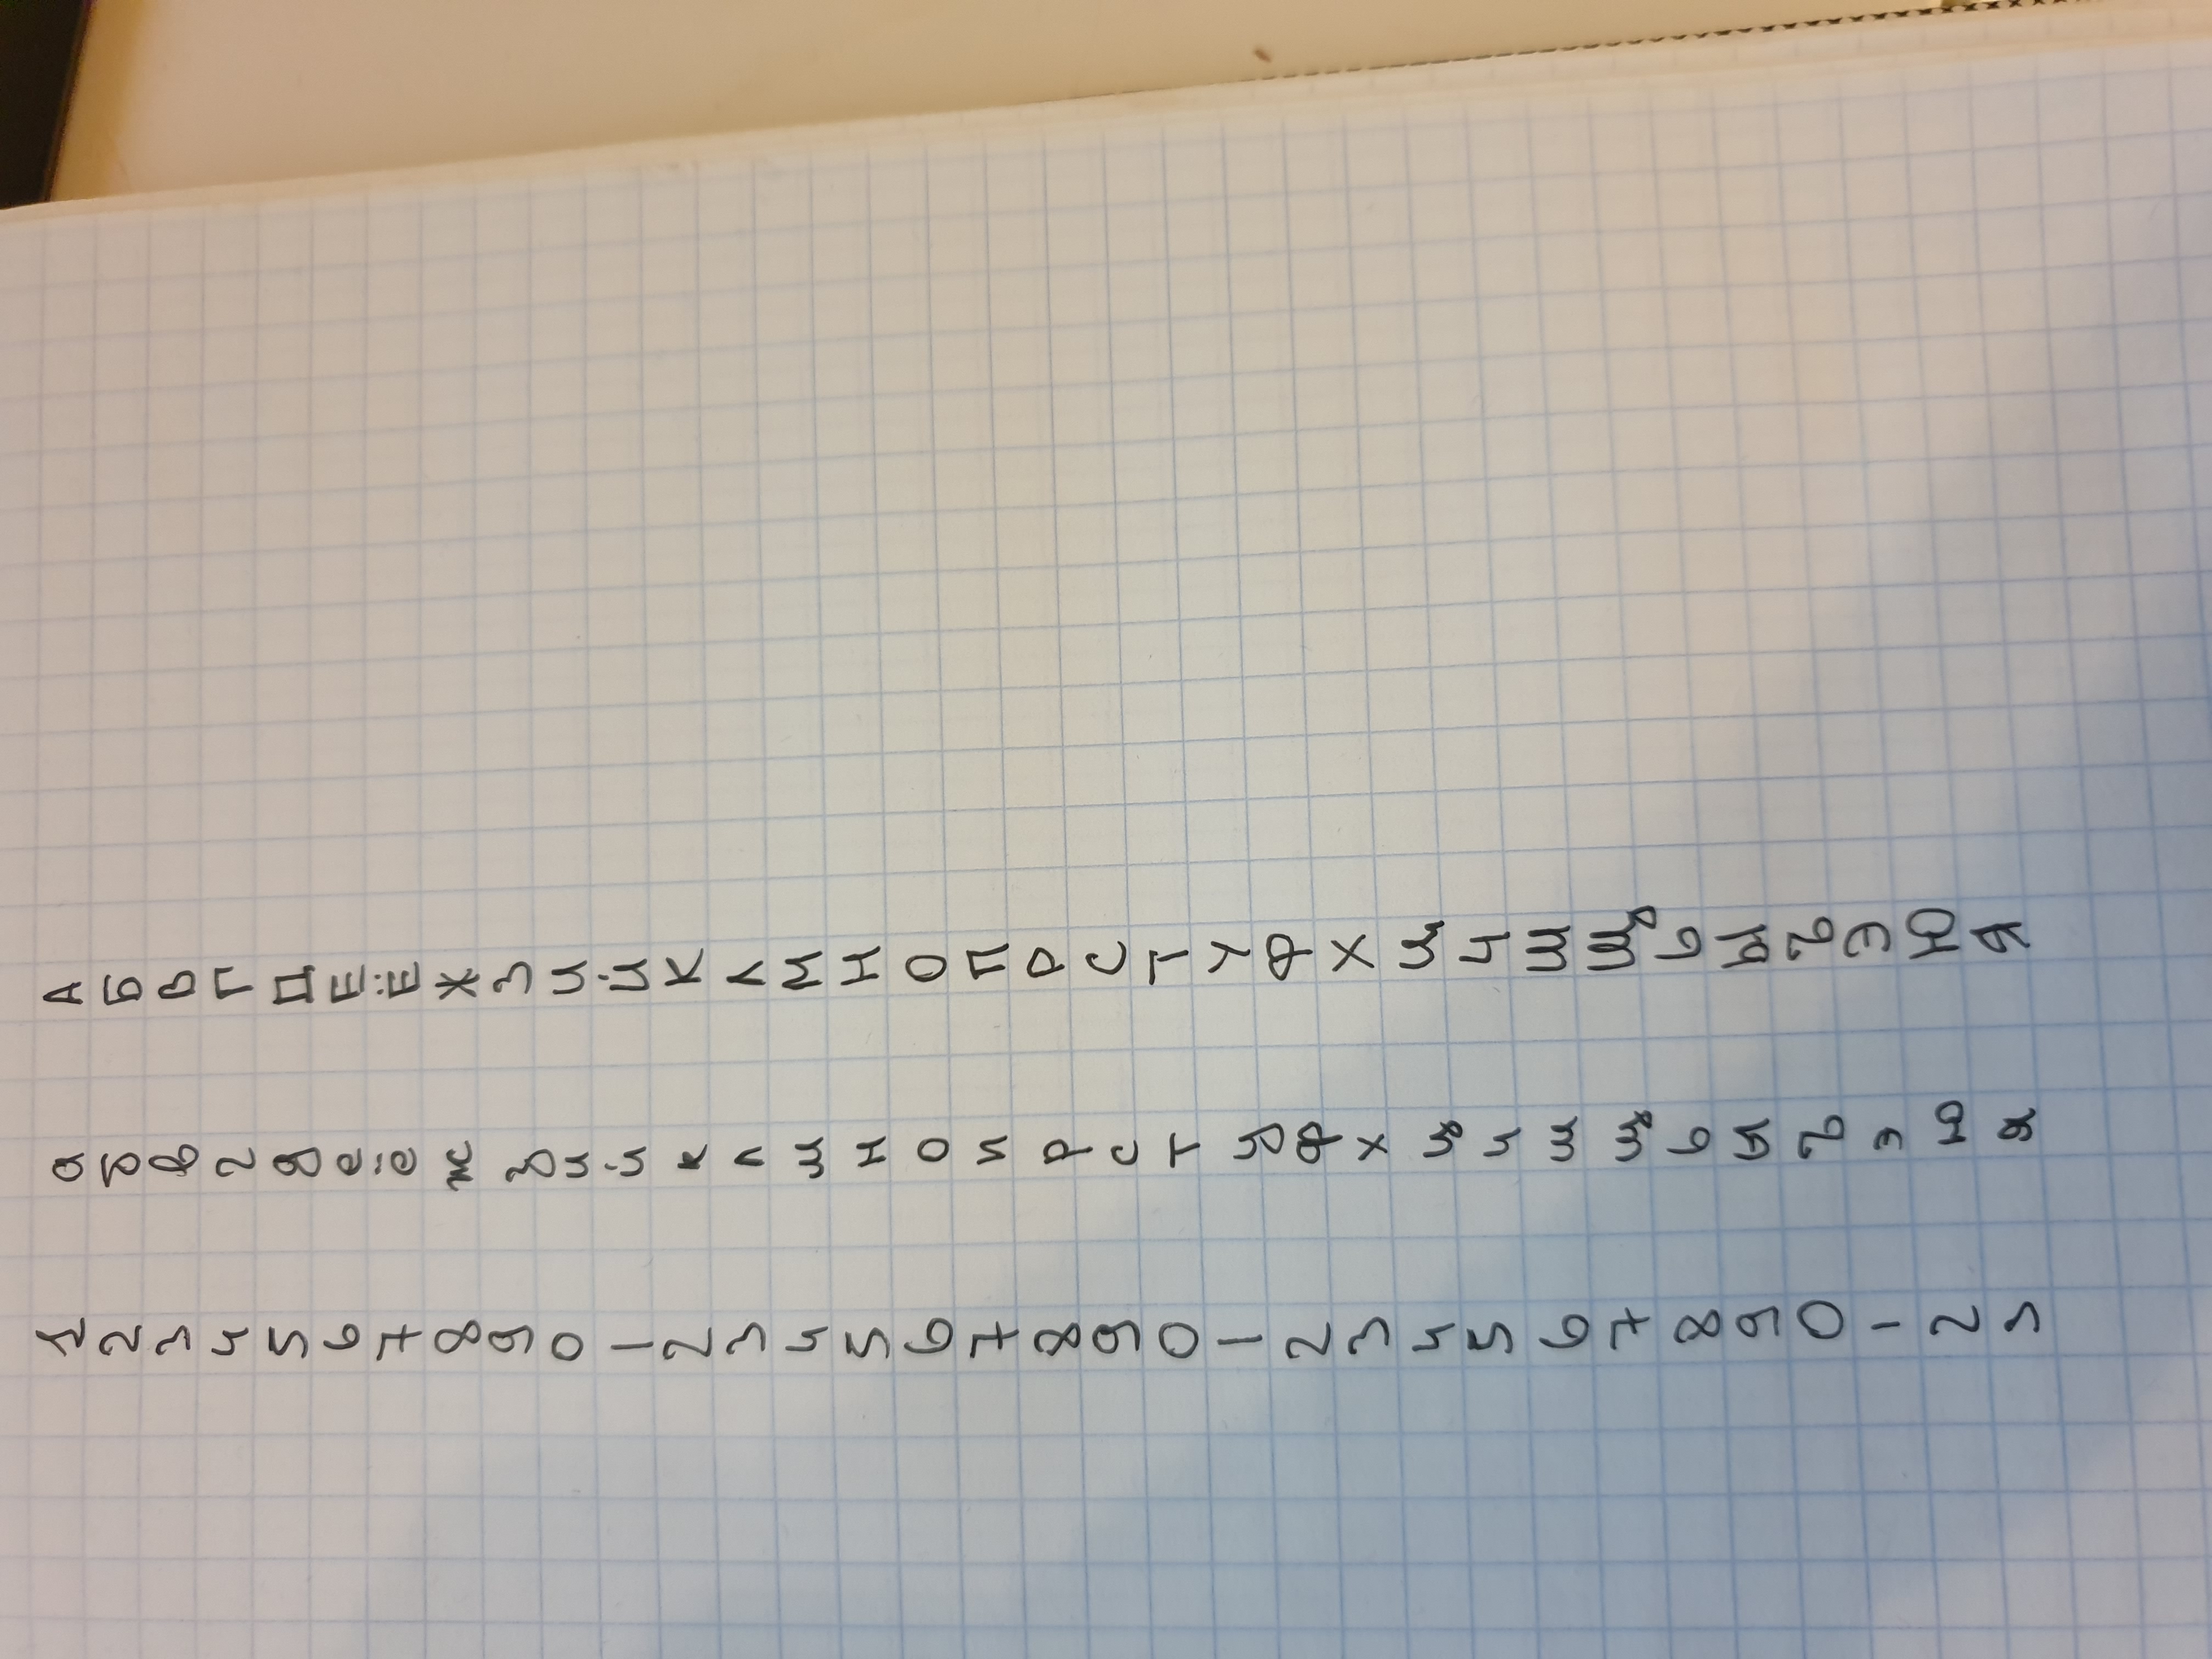 1 а А
2 б Б
3 в В
4 г Г
5 д Д
6 е Е
7 ё Ё
8 ж Ж
9 з З
0 и И
1 й Й
2 к К
3 л Л
4 м М
5 н Н
6 о О
7 п П
8 р Р
9 с С
0 т Т
1 у У
2 ф Ф
3 х Х
4 ц Ц
5 ч Ч
6 ш Ш
7 щ Щ
8 ь Ь
9 ы Ы
0 ъ Ъ
1 э Э
2 ю Ю
3 я Я